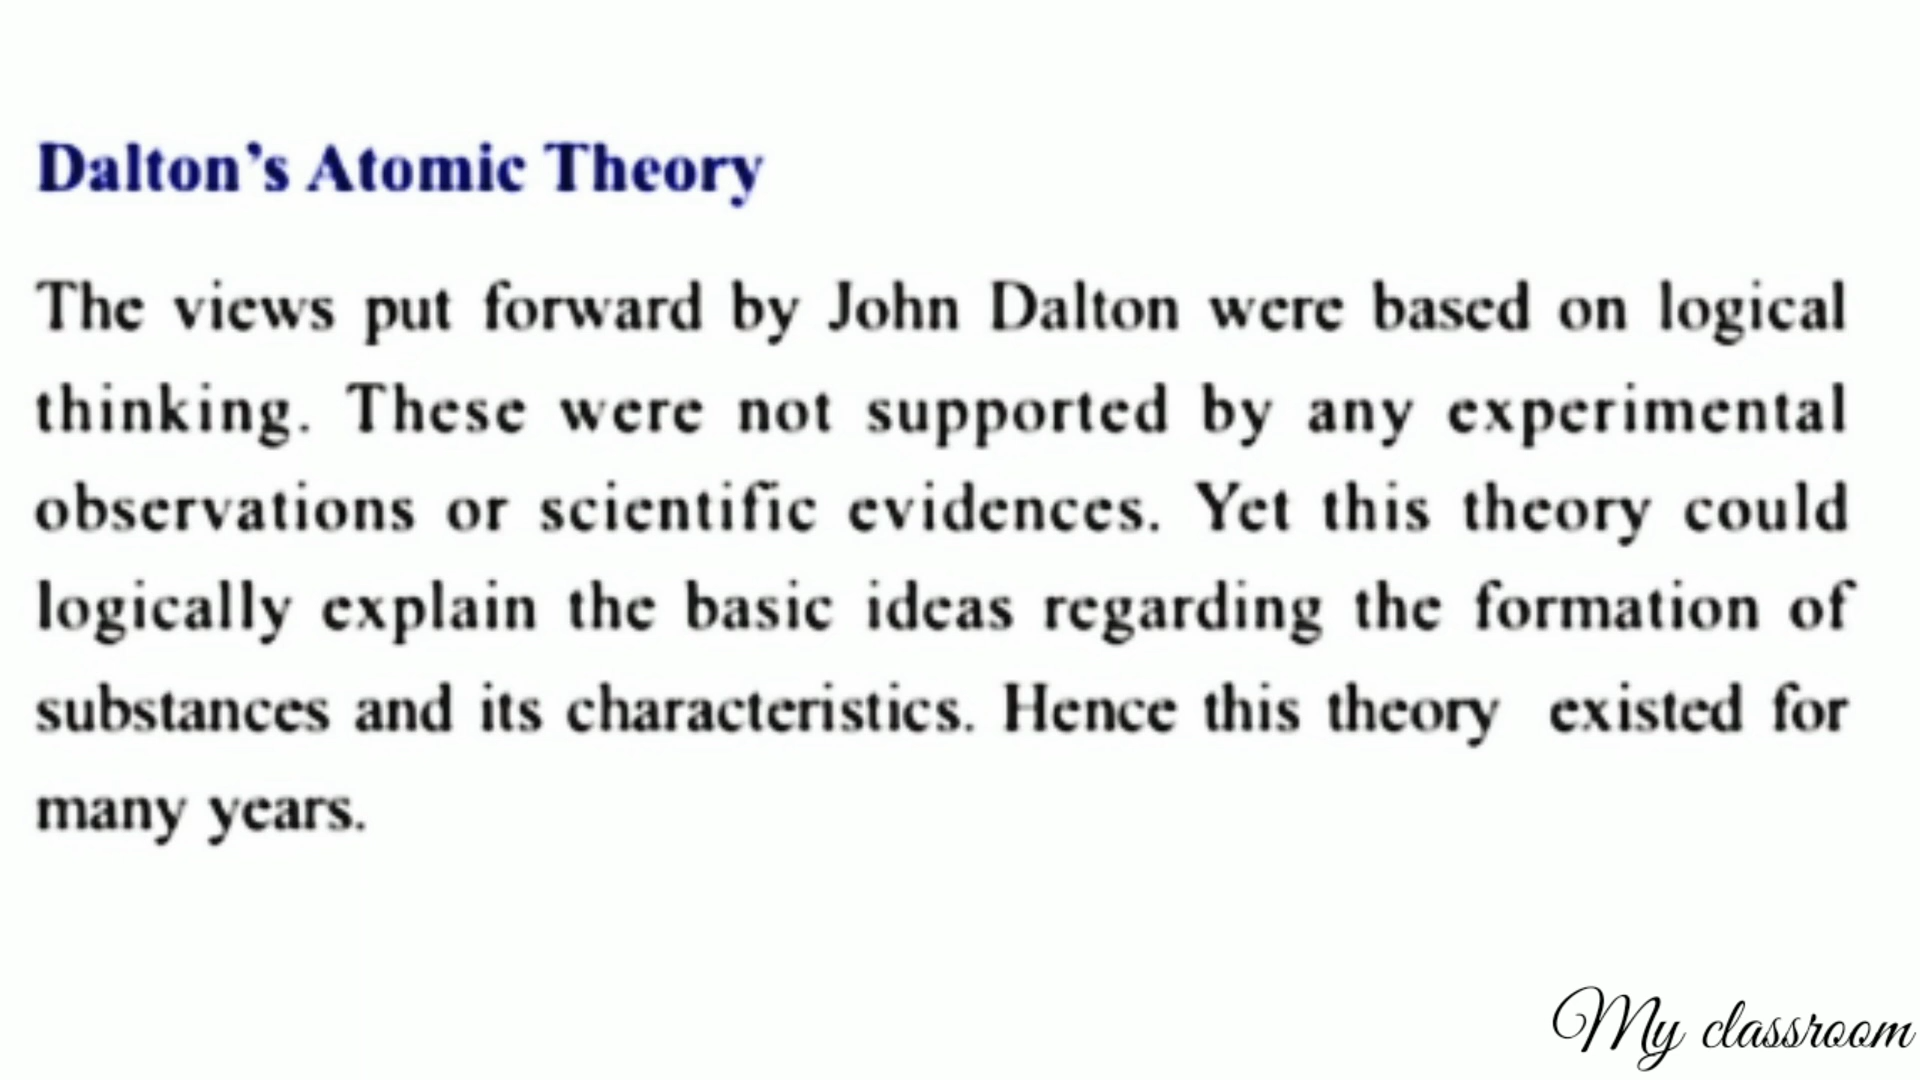 Dalton's Atomic Theory
The views put forward by John Dalton were based on logical
thinking. These were not supported by any experimental
observations or scientific evidences. Yet this theory could
logically explain the basic ideas regarding the formation of
substances and its characteristics. Hence this theory existed for
many years.
My classroom